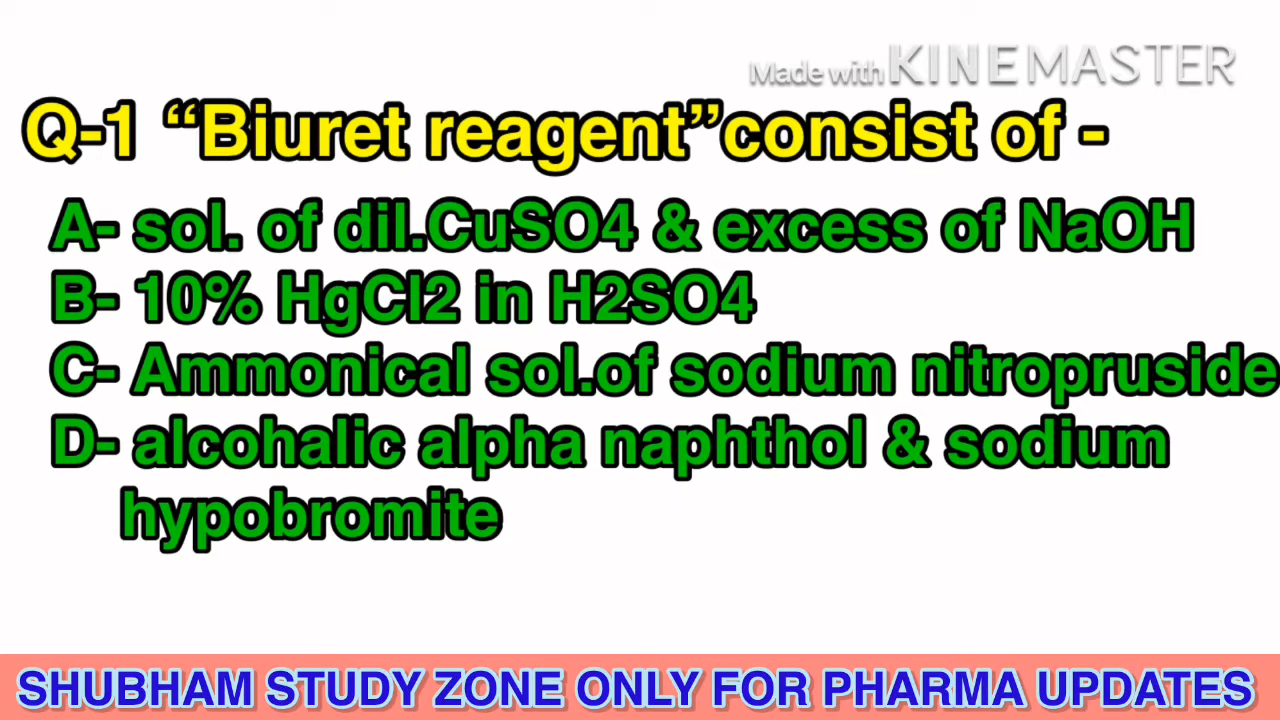 Made with KINEMASTER
Q-1 “Biuret reagent”consist of -
A- sol. of dil.CuSO4 & excess of NaOH
B- 10% HgCl2 in H2SO4
C- Ammonical sol.of sodium nitropruside
D- alcohalic alpha naphthol & sodium
hypobromite
SHUBHAM STUDY ZONE ONLY FOR PHARMA UPDATES